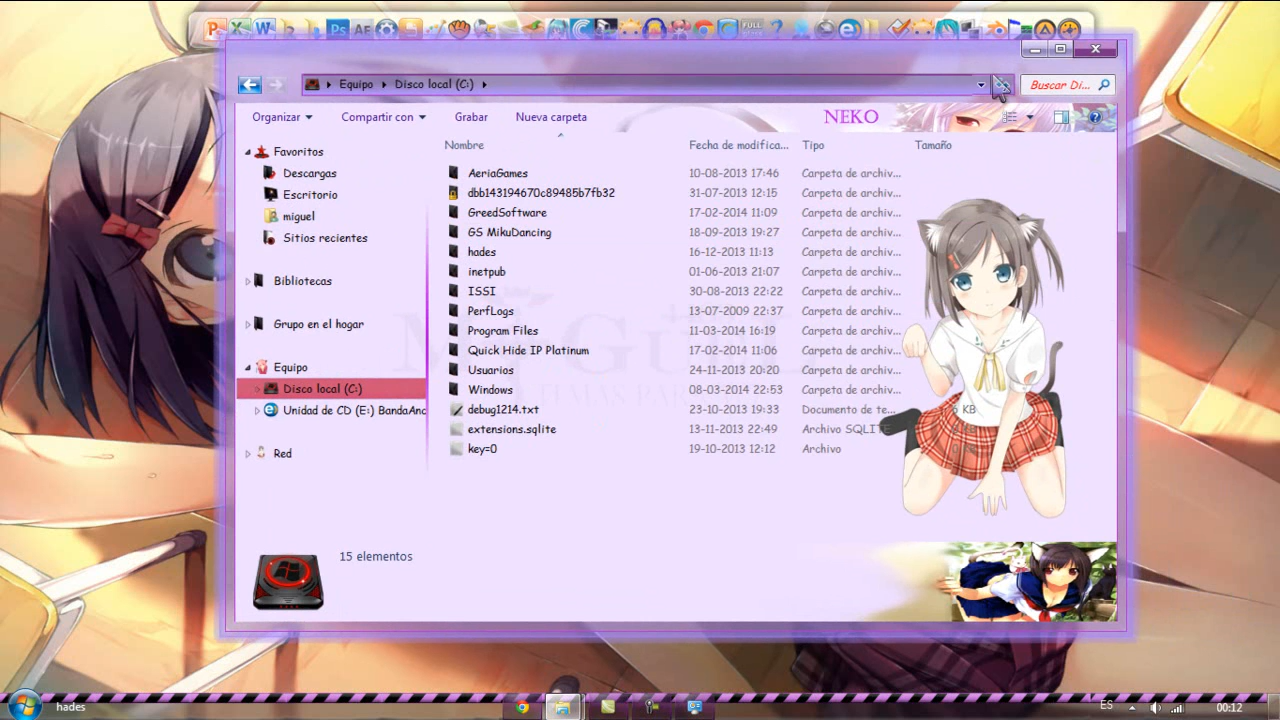 Ps AE FULL
Equipo Disco local (C:) Buscar Di...
Organizar Compartir con Grabar Nueva carpeta NEKO
Nombre Fecha de modifica... Tipo Tamaño
Favoritos
Descargas
Escritorio
miguel
Sitios recientes
Bibliotecas
Grupo en el hogar
Equipo
Disco local (C:)
Unidad de CD (E:) BandaAnc
Red
AeriaGames 10-08-2013 17:46 Carpeta de archiv...
dbb143194670c89485b7fb32 31-07-2013 12:15 Carpeta de archiv...
GreedSoftware 17-02-2014 11:09 Carpeta de archiv...
GS MikuDancing 18-09-2013 19:27 Carpeta de archiv...
hades 16-12-2013 11:13 Carpeta de archiv...
inetpub 01-06-2013 21:07 Carpeta de archiv...
ISSI 30-08-2013 22:22 Carpeta de archiv...
PerfLogs 13-07-2009 22:37 Carpeta de archiv...
Program Files 11-03-2014 16:19 Carpeta de archiv...
Quick Hide IP Platinum 17-02-2014 11:06 Carpeta de archiv...
Usuarios 24-11-2013 20:20 Carpeta de archiv...
Windows 08-03-2014 22:53 Carpeta de archiv...
debug1214.txt 23-10-2013 19:33 Documento de te... KB
extensions.sqlite 13-11-2013 22:49 Archivo SQLITE KB
key=0 19-10-2013 12:12 Archivo
15 elementos
hades ES 00:12